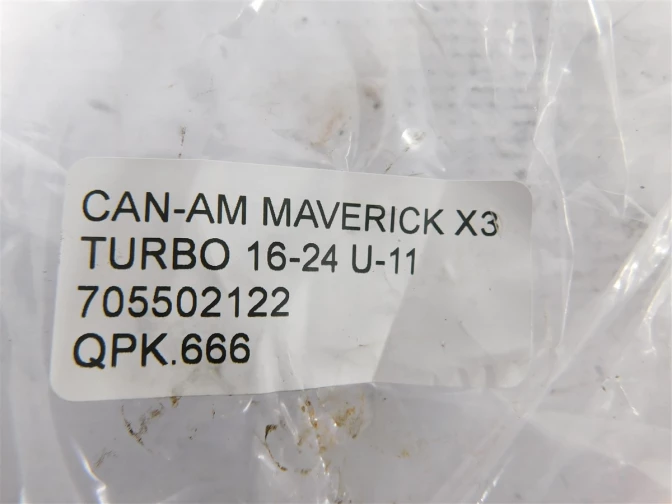 CAN-AM MAVERICK X3
TURBO 16-24 U-11
705502122
QPK.666